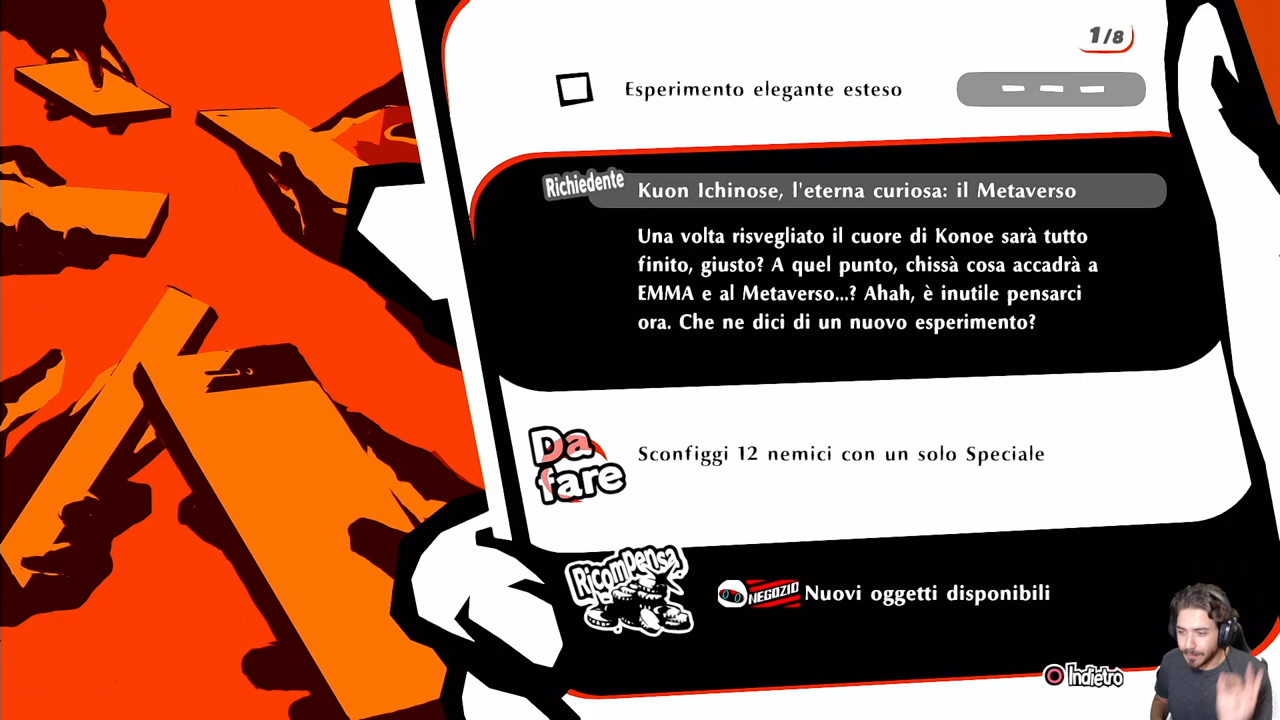 1/8
Esperimento elegante esteso
Richiedente
Kuon Ichinose, l'eterna curiosa: il Metaverso
Una volta risvegliato il cuore di Konoe sarà tutto
finito, giusto? A quel punto, chissà cosa accadrà a
EMMA e al Metaverso...? Ahah, è inutile pensarci
ora. Che ne dici di un nuovo esperimento?
Da
fare
Sconfiggi 12 nemici con un solo Speciale
Ricompensa
NEGOZIO Nuovi oggetti disponibili
Indietro